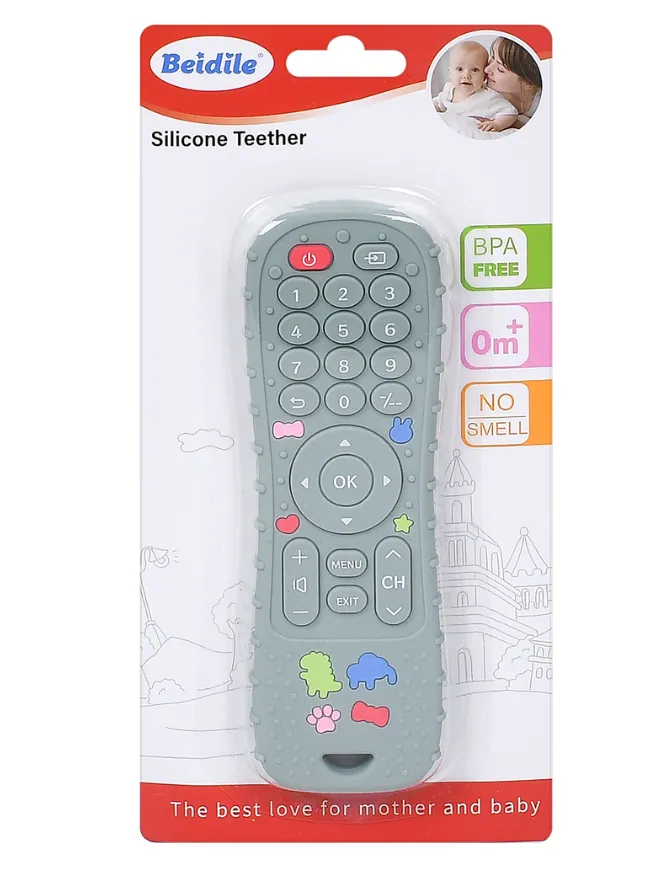 Beidile
Silicone Teether
BPA
FREE
0m+
NO
SMELL
1 2 3
4 5 6
7 8 9
0 -/--
OK
+ MENU CH
− EXIT
The best love for mother and baby